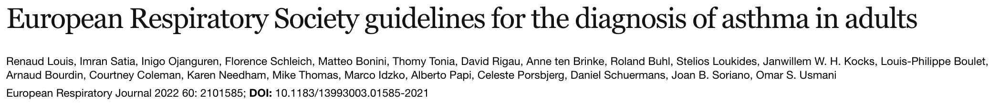 European Respiratory Society guidelines for the diagnosis of asthma in adults
Renaud Louis, Imran Satia, Inigo Ojanguren, Florence Schleich, Matteo Bonini, Thomy Tonia, David Rigau, Anne ten Brinke, Roland Buhl, Stelios Loukides, Janwillem W. H. Kocks, Louis-Philippe Boulet,
Arnaud Bourdin, Courtney Coleman, Karen Needham, Mike Thomas, Marco Idzko, Alberto Papi, Celeste Porsbjerg, Daniel Schuermans, Joan B. Soriano, Omar S. Usmani
European Respiratory Journal 2022 60: 2101585; DOI: 10.1183/13993003.01585-2021